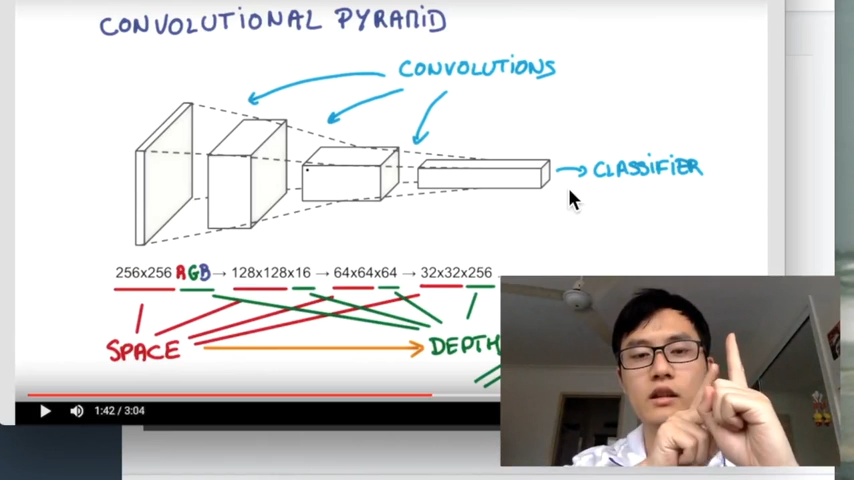 CONVOLUTIONAL PYRAMID
CONVOLUTIONS
→ CLASSIFIER
256x256 RGB → 128x128x16 → 64x64x64 → 32x32x256
SPACE → DEPTH
1:42 / 3:04